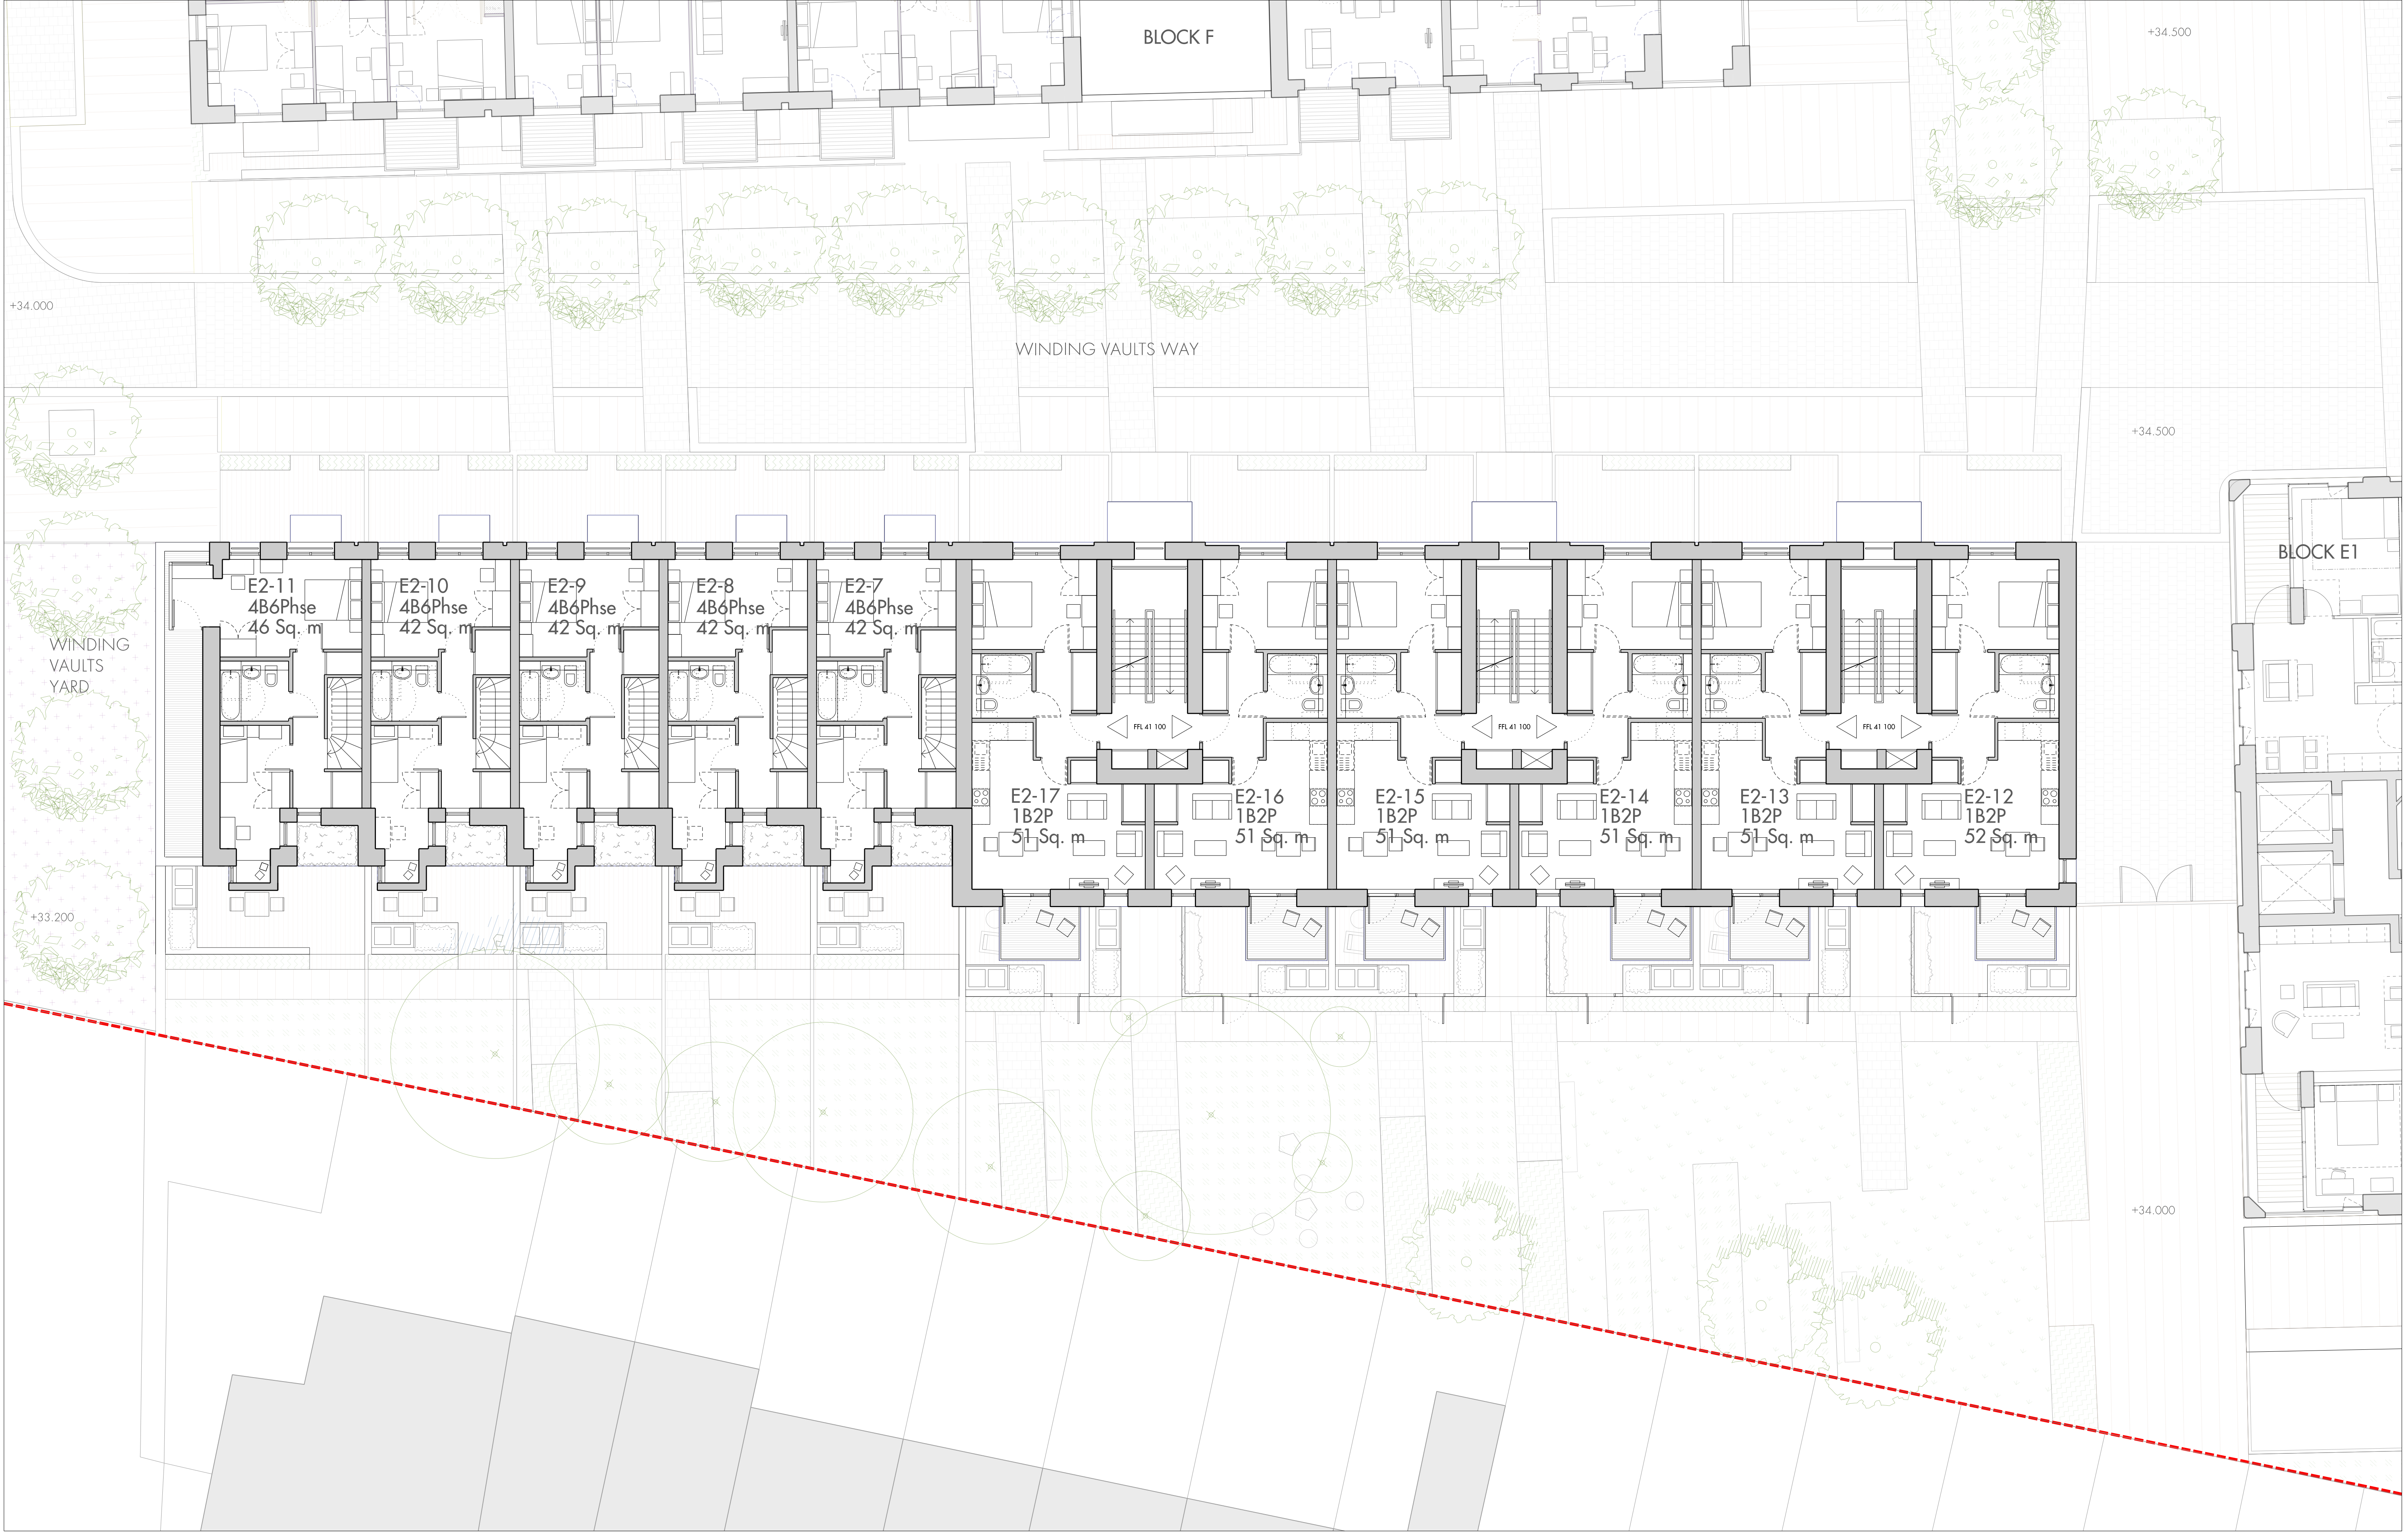 BLOCK F
+34.500
+34.000
WINDING VAULTS WAY
+34.500
BLOCK E1
E2-11
4B6Phse
46 Sq. m
E2-10
4B6Phse
42 Sq. m
E2-9
4B6Phse
42 Sq. m
E2-8
4B6Phse
42 Sq. m
E2-7
4B6Phse
42 Sq. m
WINDING
VAULTS
YARD
FFL 41 100
FFL 41 100
FFL 41 100
E2-17
1B2P
51 Sq. m
E2-16
1B2P
51 Sq. m
E2-15
1B2P
51 Sq. m
E2-14
1B2P
51 Sq. m
E2-13
1B2P
51 Sq. m
E2-12
1B2P
52 Sq. m
+33.200
+34.000